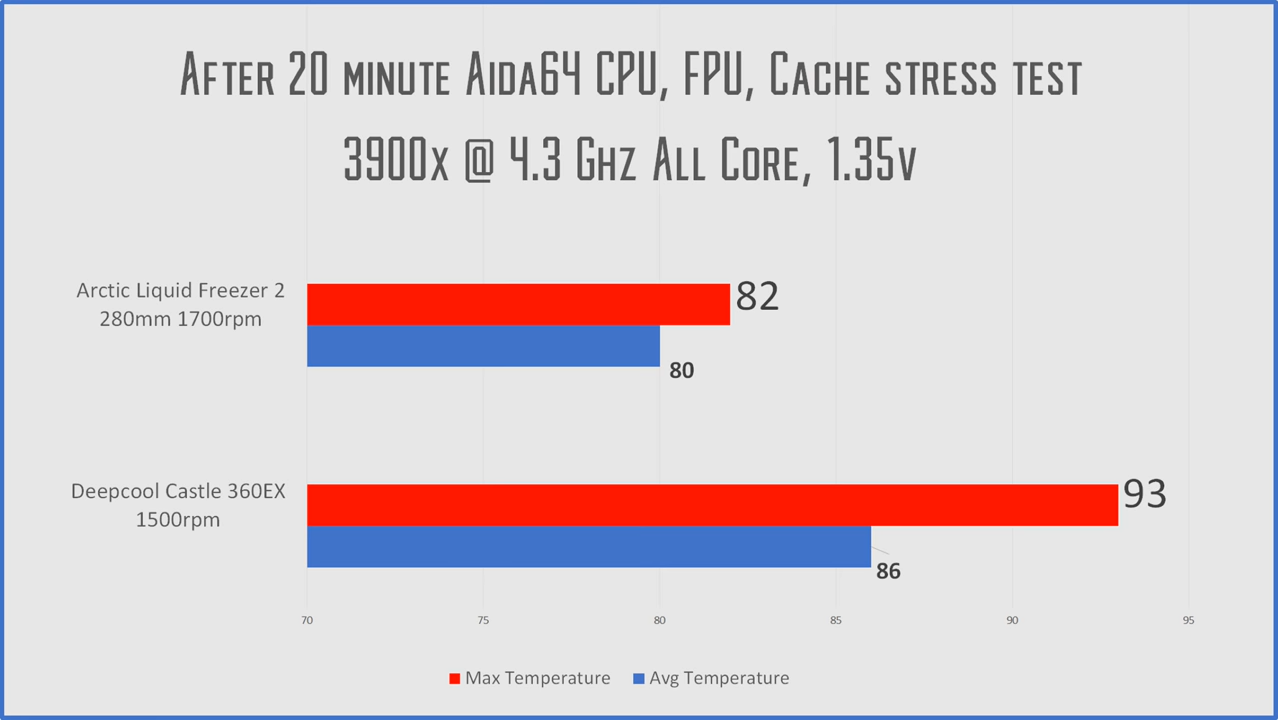 After 20 minute Aida64 CPU, FPU, Cache stress test
3900x @ 4.3 Ghz All Core, 1.35v
Arctic Liquid Freezer 2
280mm 1700rpm
82
80
Deepcool Castle 360EX
1500rpm
93
86
70 75 80 85 90 95
Max Temperature Avg Temperature